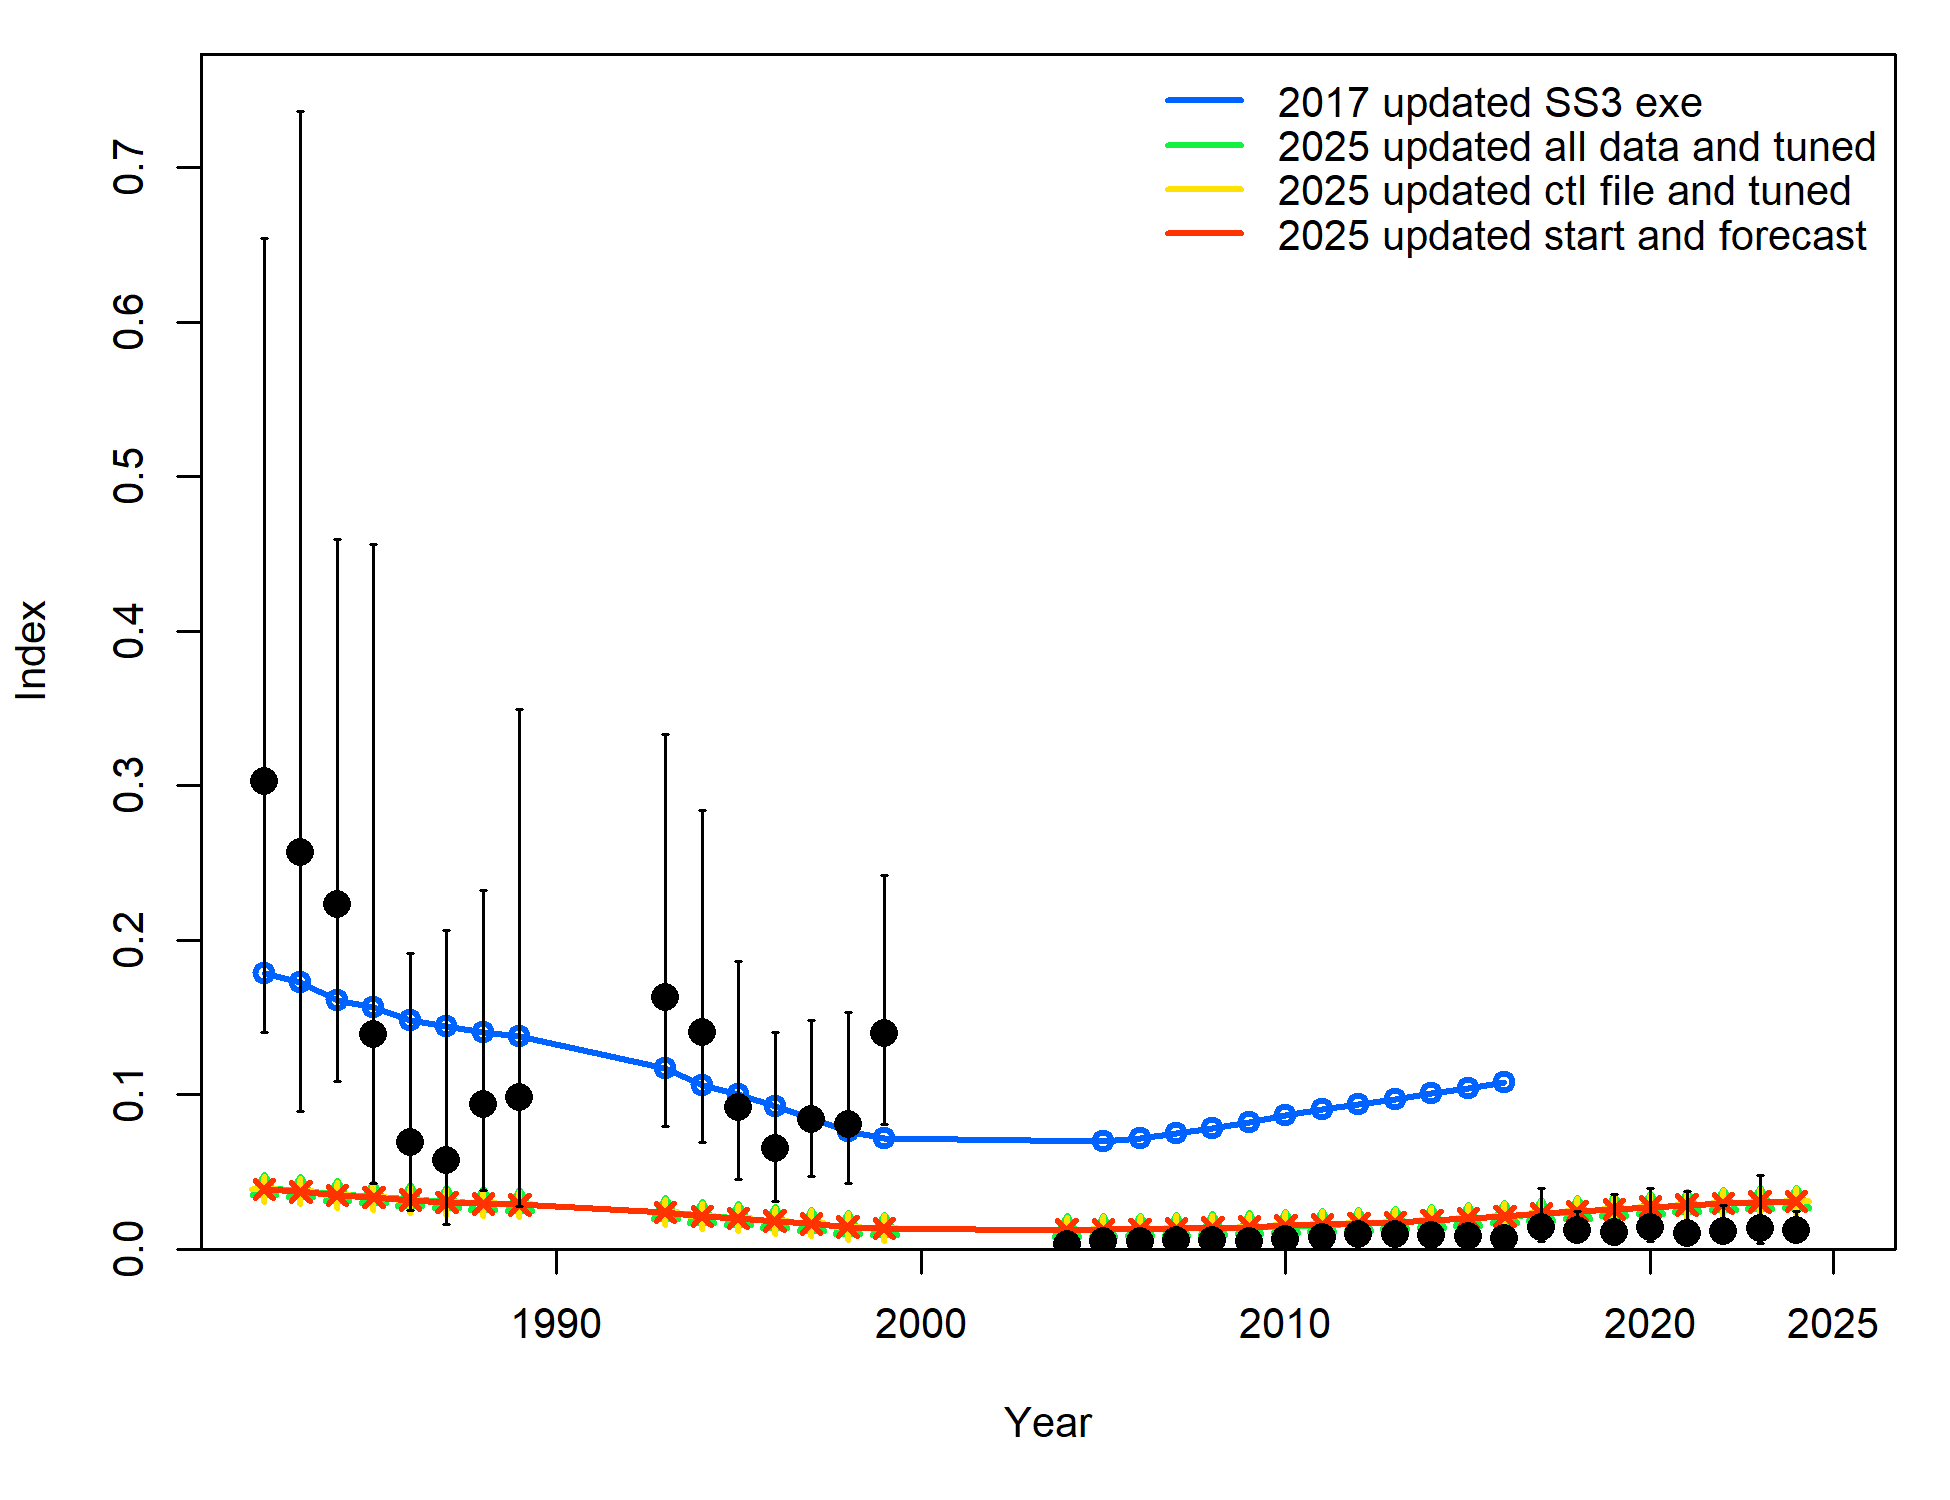 2017 updated SS3 exe
2025 updated all data and tuned
2025 updated ctl file and tuned
2025 updated start and forecast
0.7
0.6
0.5
0.4
0.3
0.2
0.1
0.0
Index
1990 2000 2010 2020 2025
Year